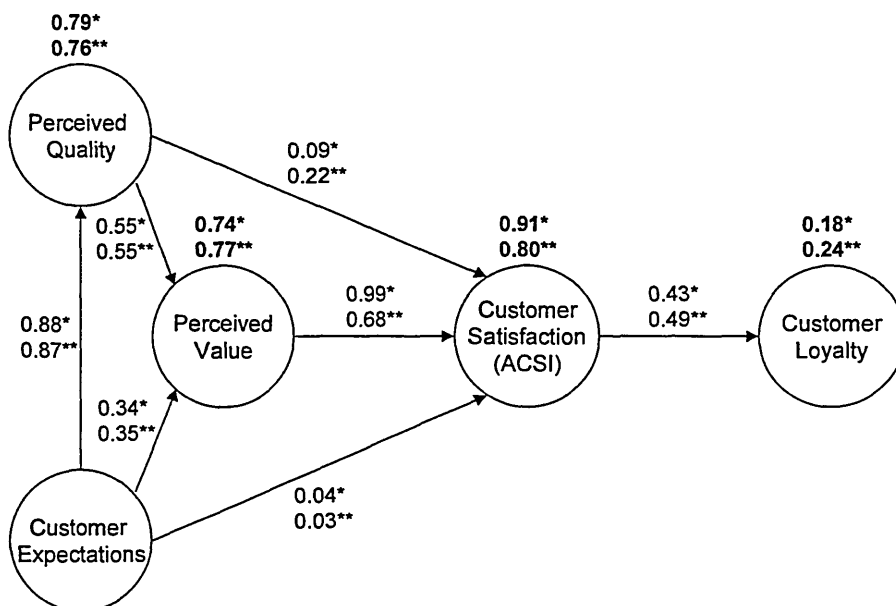 0.79*
0.76**
Perceived
Quality
0.09*
0.22**
0.55*
0.55**
0.74*
0.77**
0.91*
0.80**
0.18*
0.24**
0.88*
0.87**
Perceived
Value
0.99*
0.68**
Customer
Satisfaction
(ACSI)
0.43*
0.49**
Customer
Loyalty
0.34*
0.35**
0.04*
0.03**
Customer
Expectations